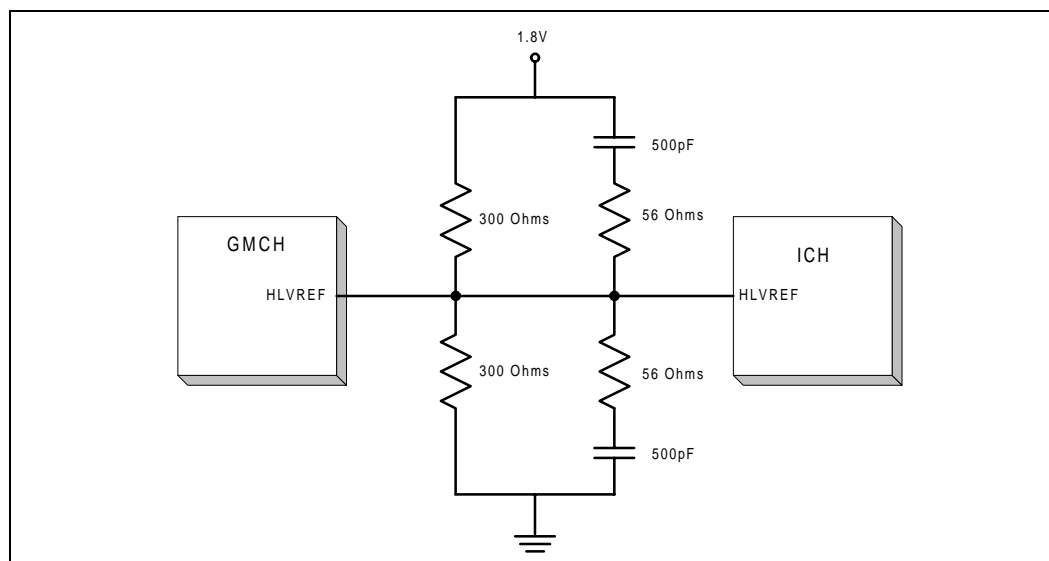 1.8V
500pF
300 Ohms
56 Ohms
GMCH
ICH
HLVREF
HLVREF
300 Ohms
56 Ohms
500pF